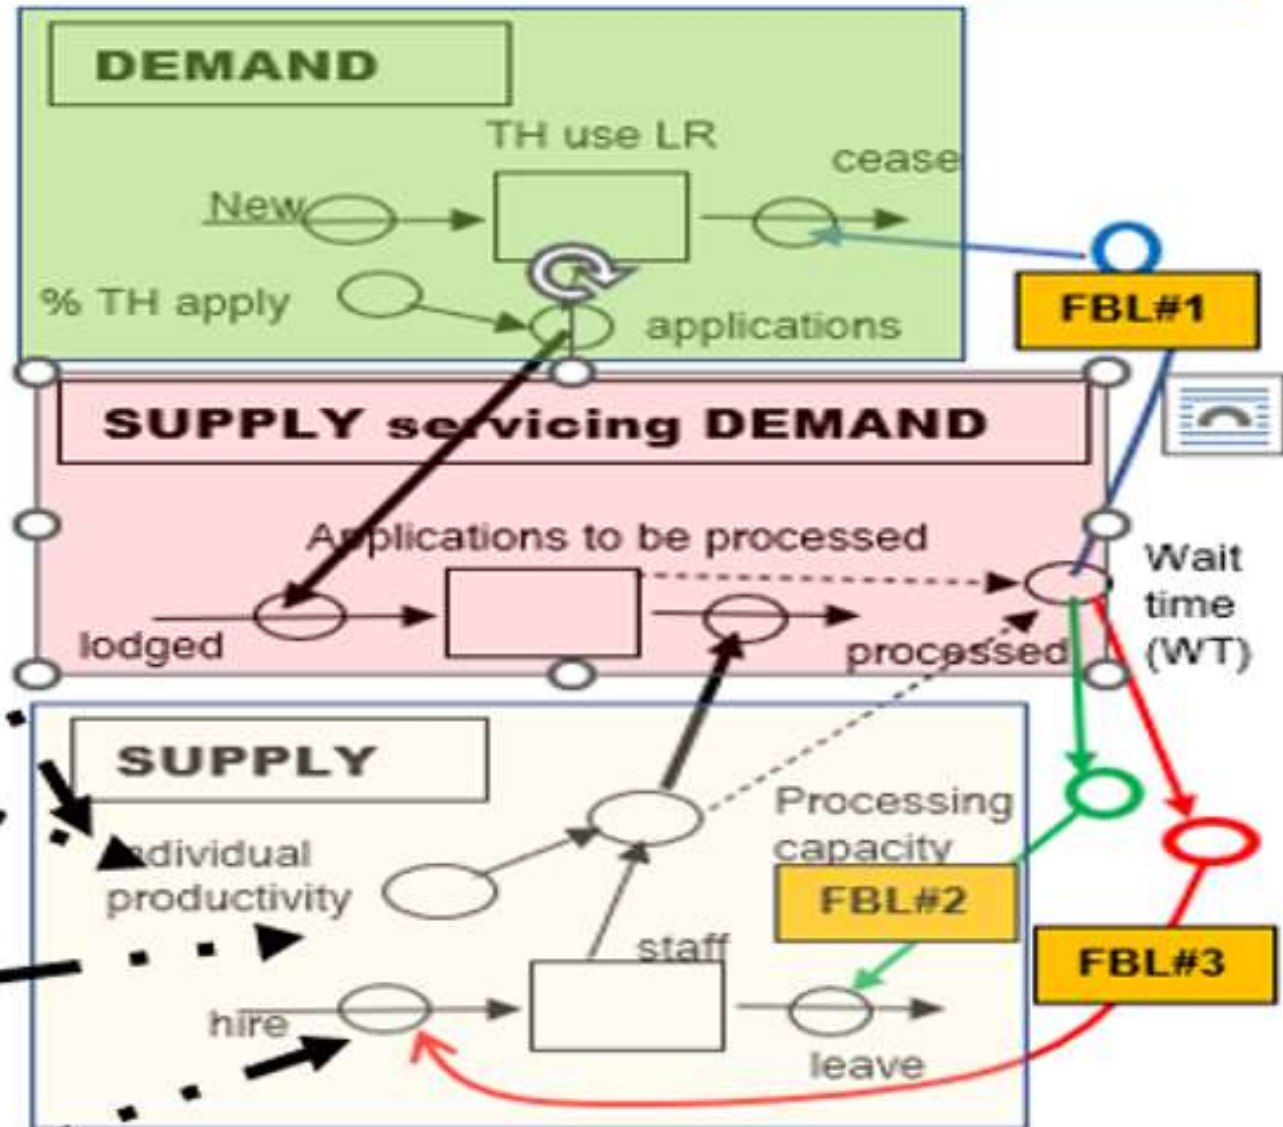 DEMAND
TH use LR
cease
New
% TH apply
applications
FBL#1
SUPPLY servicing DEMAND
Applications to be processed
Wait
time
(WT)
lodged
processed
SUPPLY
Processing
capacity
individual
productivity
FBL#2
staff
FBL#3
hire
leave